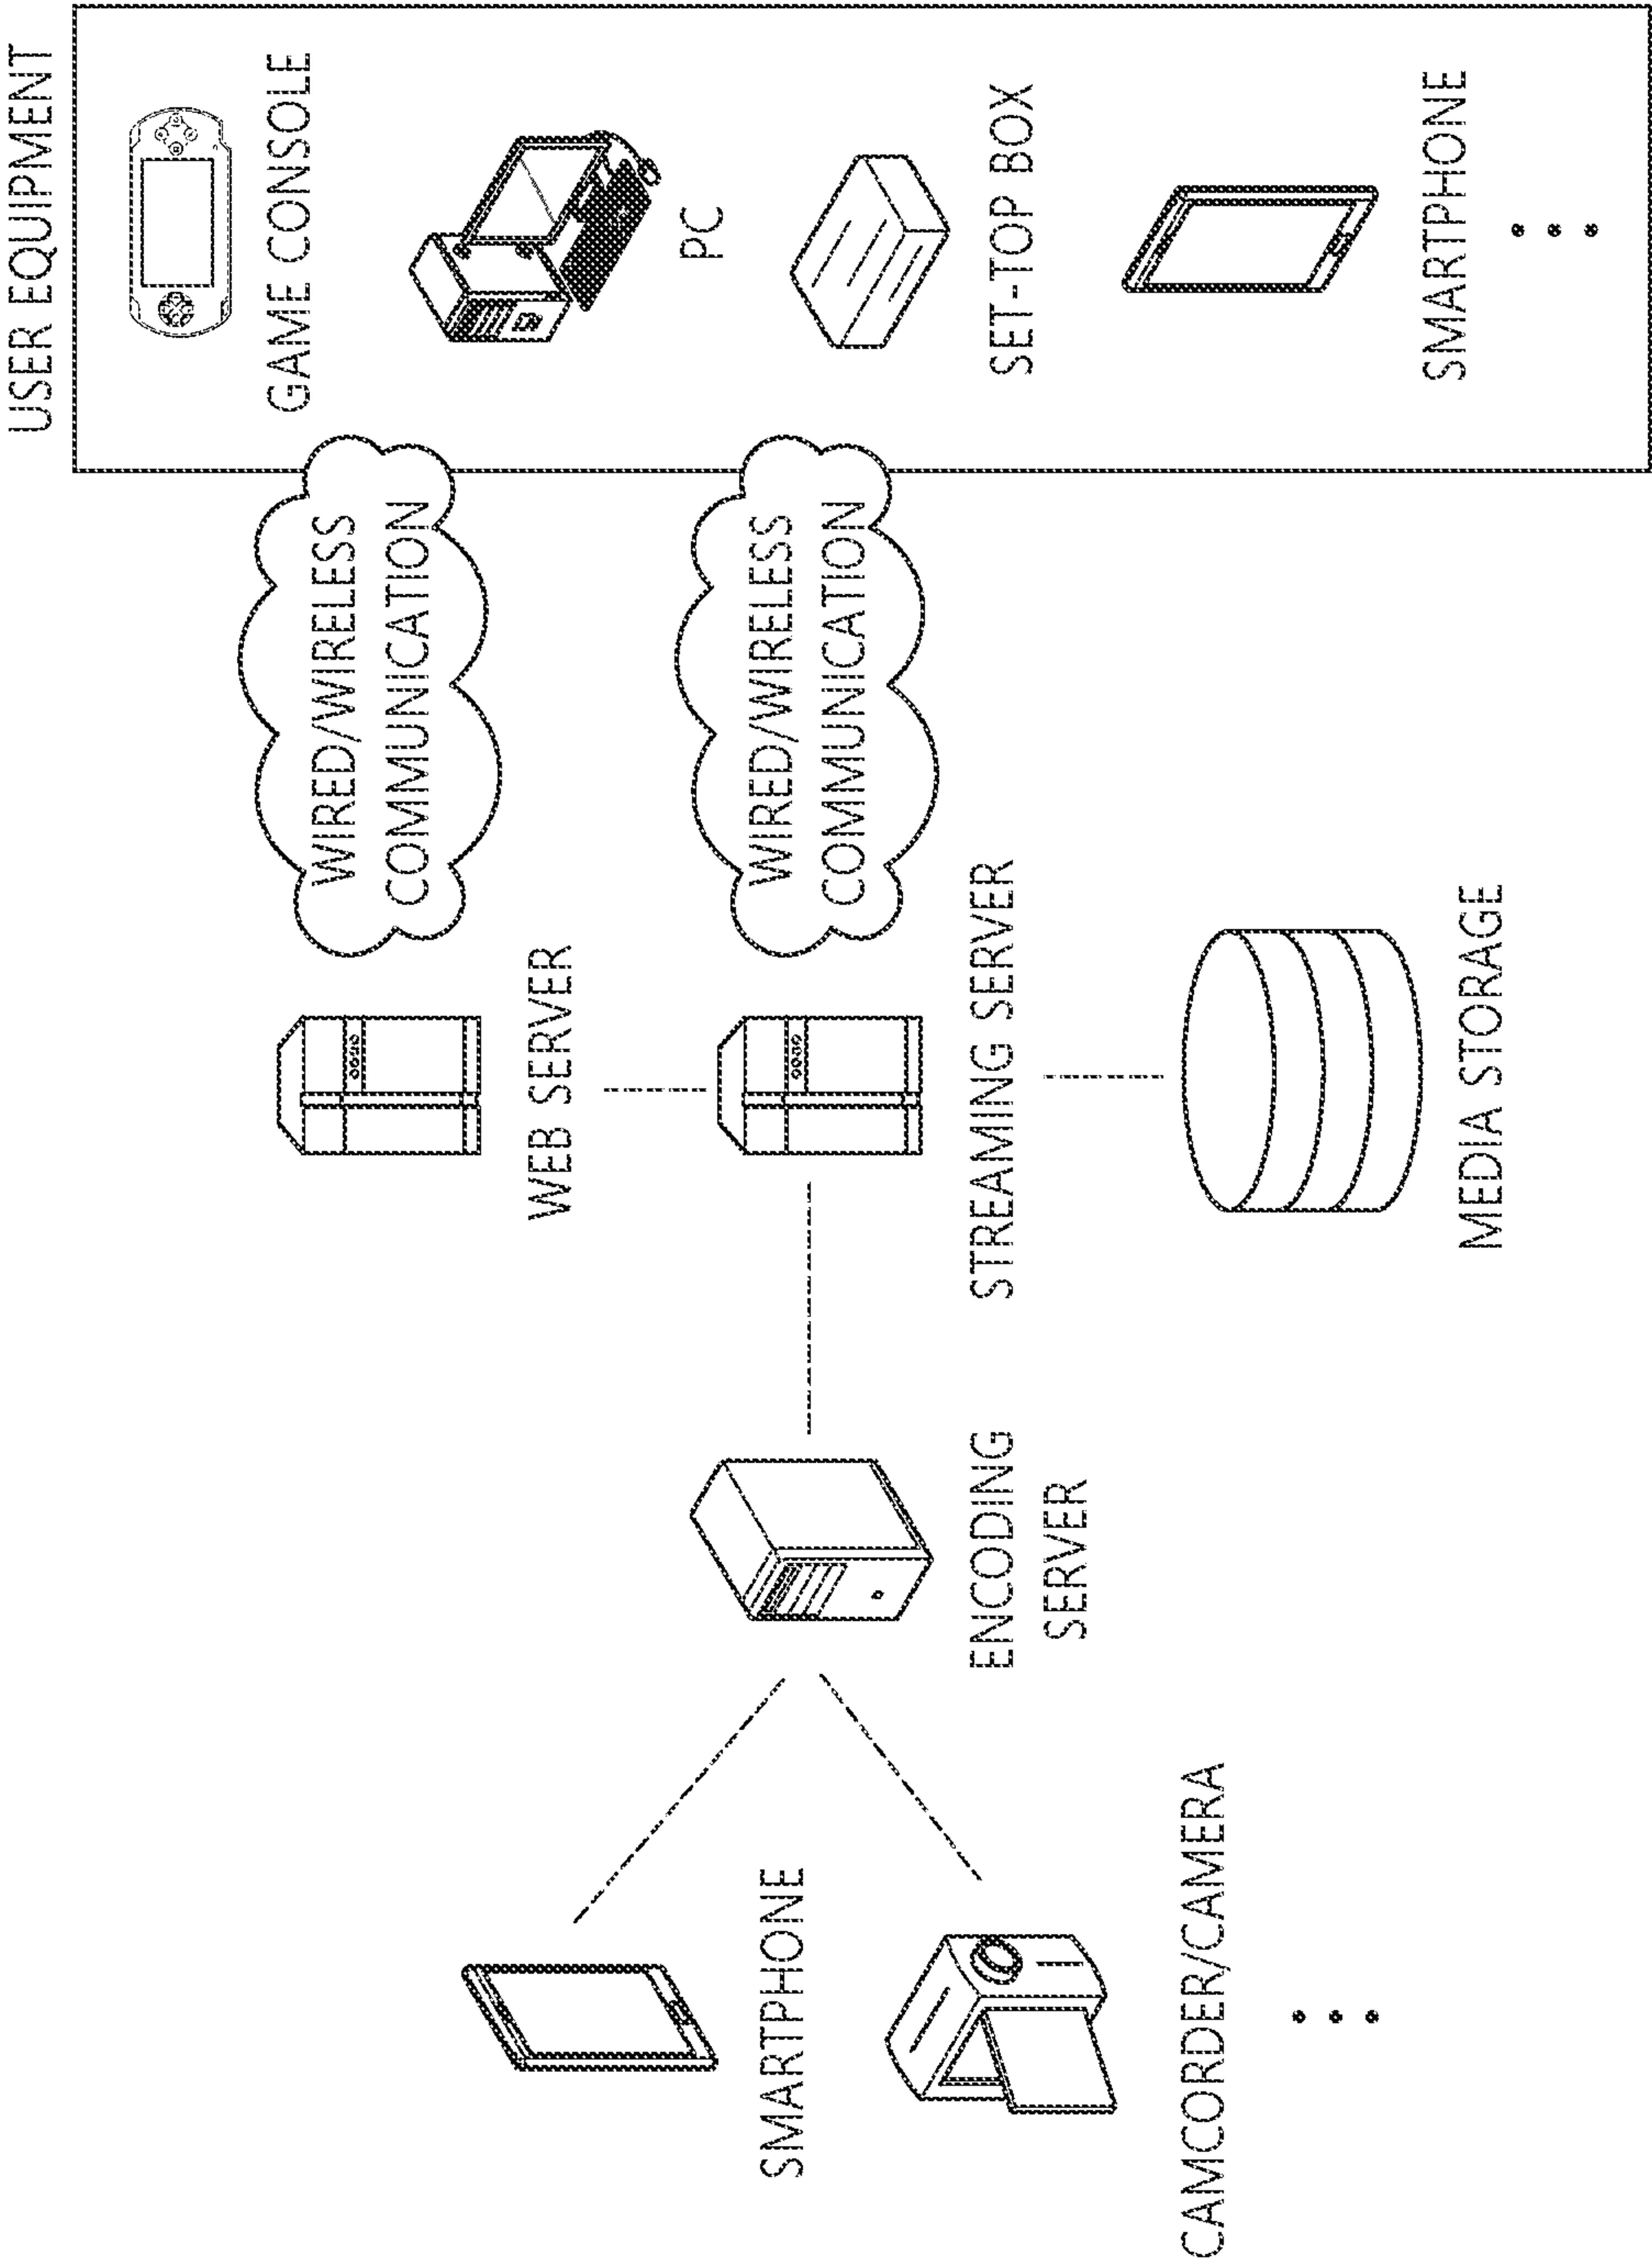 USER EQUIPMENT
GAME CONSOLE
PC
SET-TOP BOX
SMARTPHONE
WIRED/WIRELESS
COMMUNICATION
WIRED/WIRELESS
COMMUNICATION
WEB SERVER
STREAMING SERVER
MEDIA STORAGE
ENCODING
SERVER
SMARTPHONE
CAMCORDER/CAMERA